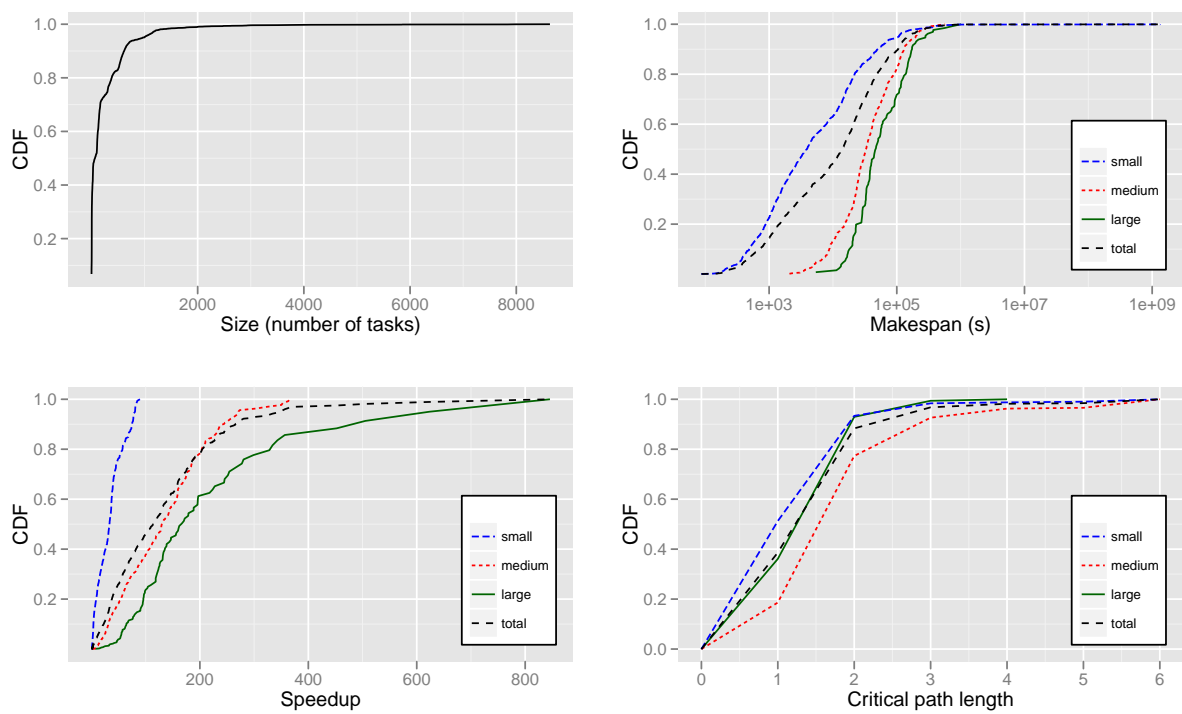 1.0
0.8
0.6
0.4
0.2
CDF
2000
4000
6000
8000
Size (number of tasks)
1.0
0.8
0.6
0.4
0.2
CDF
1e+03
1e+05
1e+07
1e+09
Makespan (s)
small
medium
large
total
1.0
0.8
0.6
0.4
0.2
CDF
200
400
600
800
Speedup
small
medium
large
total
1.0
0.8
0.6
0.4
0.2
0.0
CDF
0
1
2
3
4
5
6
Critical path length
small
medium
large
total